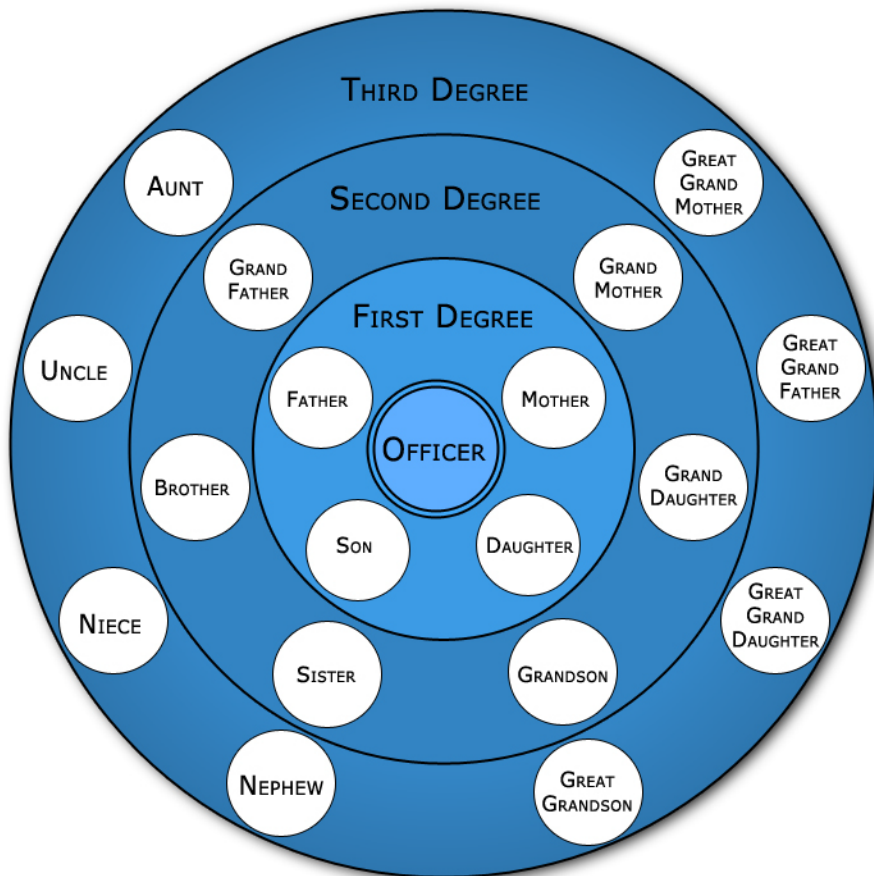 Third Degree
Aunt
Great
Grand
Mother
Second Degree
Grand
Father
Grand
Mother
First Degree
Uncle
Great
Grand
Father
Father
Mother
Officer
Brother
Grand
Daughter
Son
Daughter
Niece
Great
Grand
Daughter
Sister
Grandson
Nephew
Great
Grandson